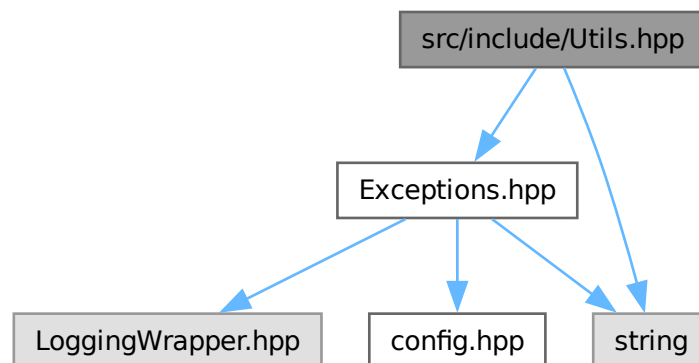 src/include/Utils.hpp
Exceptions.hpp
LoggingWrapper.hpp
config.hpp
string